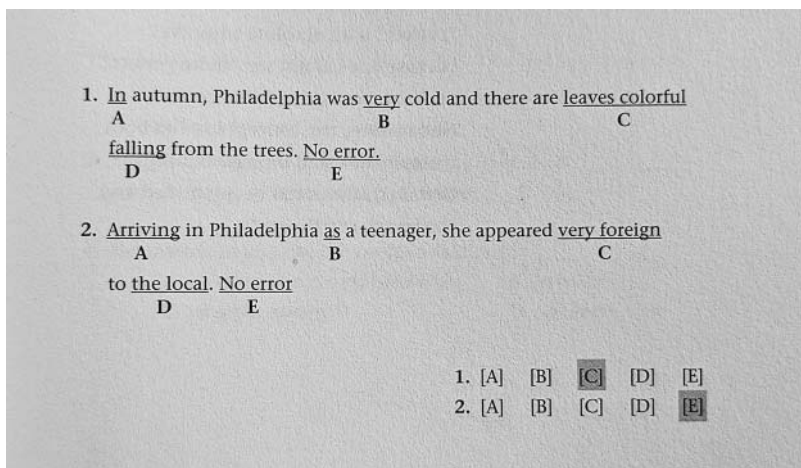 1. In autumn, Philadelphia was very cold and there are leaves colorful
A B C
falling from the trees. No error.
D E
2. Arriving in Philadelphia as a teenager, she appeared very foreign
A B C
to the local. No error
D E
1. [A] [B] [C] [D] [E]
2. [A] [B] [C] [D] [E]